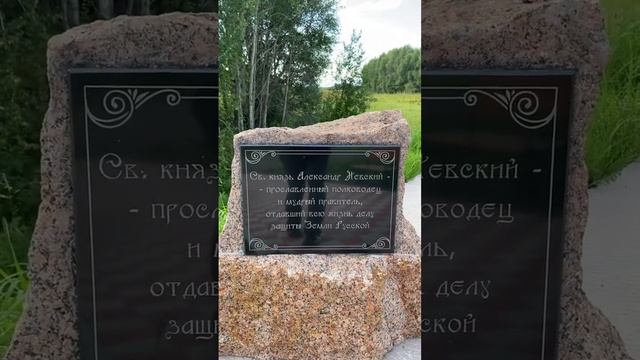 Св. князь Александр Невский -
- прославленный полководец
и мудрый правитель,
отдавший всю жизнь делу
защиты Земли Русской